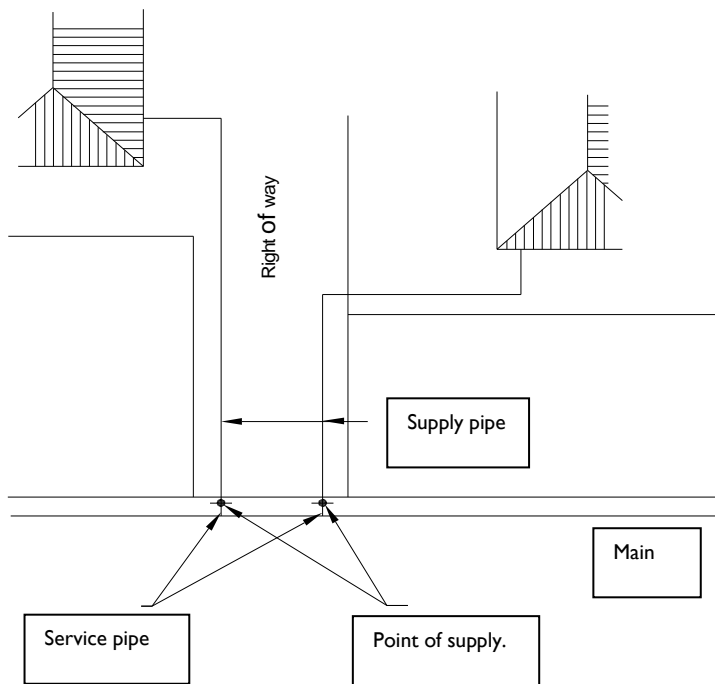 Right of way
Supply pipe
Main
Service pipe
Point of supply.